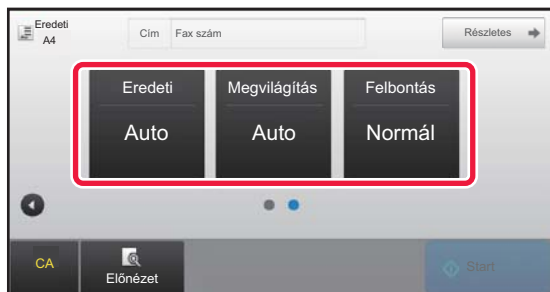 Eredeti
A4
Cím Fax szám
Részletes
Eredeti Megvilágítás Felbontás
Auto Auto Normál
CA
Előnézet
Start